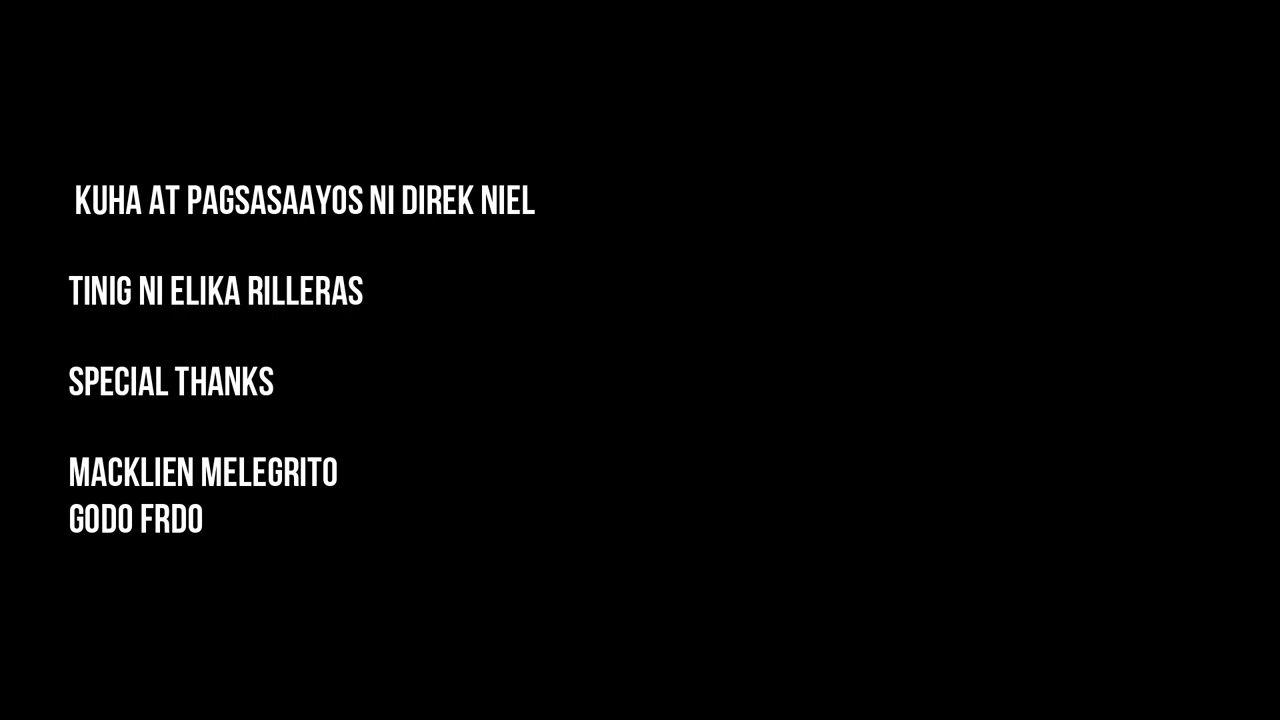 KUHA AT PAGSASAAYOS NI DIREK NIEL
TINIG NI ELIKA RILLERAS
SPECIAL THANKS
MACKLIEN MELEGRITO
GODO FRDO